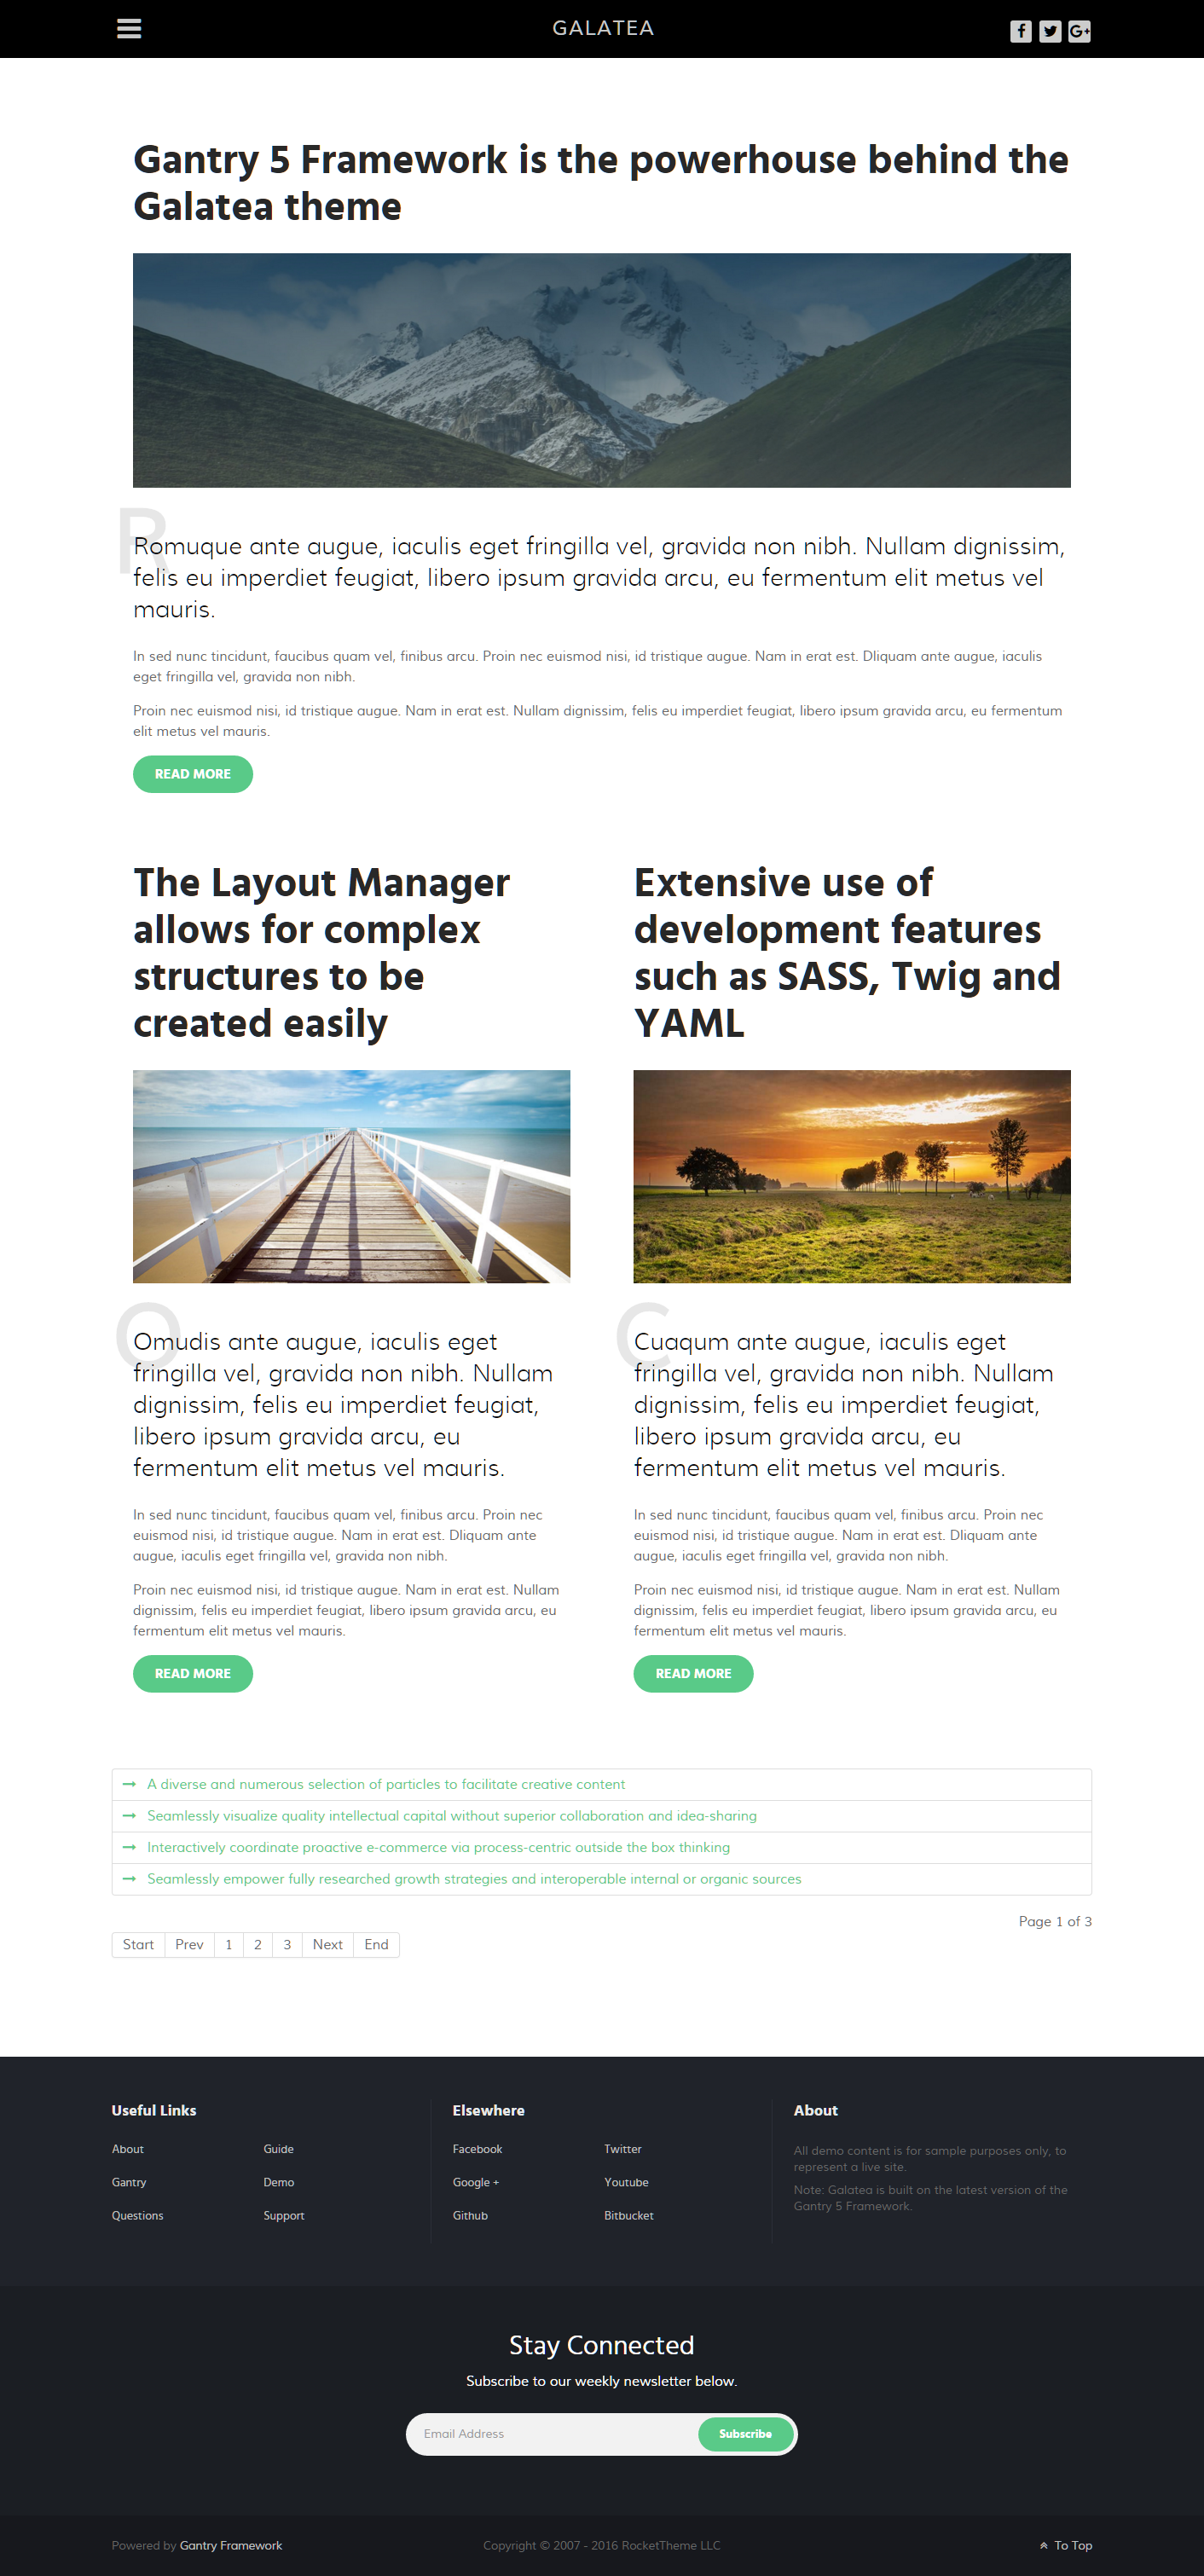 GALATEA
Gantry 5 Framework is the powerhouse behind the
Galatea theme
R
Romuque ante augue, iaculis eget fringilla vel, gravida non nibh. Nullam dignissim,
felis eu imperdiet feugiat, libero ipsum gravida arcu, eu fermentum elit metus vel
mauris.
In sed nunc tincidunt, faucibus quam vel, finibus arcu. Proin nec euismod nisi, id tristique augue. Nam in erat est. Dliquam ante augue, iaculis
eget fringilla vel, gravida non nibh.
Proin nec euismod nisi, id tristique augue. Nam in erat est. Nullam dignissim, felis eu imperdiet feugiat, libero ipsum gravida arcu, eu fermentum
elit metus vel mauris.
READ MORE
The Layout Manager
allows for complex
structures to be
created easily
O
Omudis ante augue, iaculis eget
fringilla vel, gravida non nibh. Nullam
dignissim, felis eu imperdiet feugiat,
libero ipsum gravida arcu, eu
fermentum elit metus vel mauris.
In sed nunc tincidunt, faucibus quam vel, finibus arcu. Proin nec
euismod nisi, id tristique augue. Nam in erat est. Dliquam ante
augue, iaculis eget fringilla vel, gravida non nibh.
Proin nec euismod nisi, id tristique augue. Nam in erat est. Nullam
dignissim, felis eu imperdiet feugiat, libero ipsum gravida arcu, eu
fermentum elit metus vel mauris.
READ MORE
Extensive use of
development features
such as SASS, Twig and
YAML
C
Cuaqum ante augue, iaculis eget
fringilla vel, gravida non nibh. Nullam
dignissim, felis eu imperdiet feugiat,
libero ipsum gravida arcu, eu
fermentum elit metus vel mauris.
In sed nunc tincidunt, faucibus quam vel, finibus arcu. Proin nec
euismod nisi, id tristique augue. Nam in erat est. Dliquam ante
augue, iaculis eget fringilla vel, gravida non nibh.
Proin nec euismod nisi, id tristique augue. Nam in erat est. Nullam
dignissim, felis eu imperdiet feugiat, libero ipsum gravida arcu, eu
fermentum elit metus vel mauris.
READ MORE
A diverse and numerous selection of particles to facilitate creative content
Seamlessly visualize quality intellectual capital without superior collaboration and idea-sharing
Interactively coordinate proactive e-commerce via process-centric outside the box thinking
Seamlessly empower fully researched growth strategies and interoperable internal or organic sources
Page 1 of 3
Start Prev 1 2 3 Next End
Useful Links
About Guide
Gantry Demo
Questions Support
Elsewhere
Facebook Twitter
Google + Youtube
Github Bitbucket
About
All demo content is for sample purposes only, to
represent a live site.
Note: Galatea is built on the latest version of the
Gantry 5 Framework.
Stay Connected
Subscribe to our weekly newsletter below.
Email Address Subscribe
Powered by Gantry Framework Copyright © 2007 - 2016 RocketTheme LLC To Top